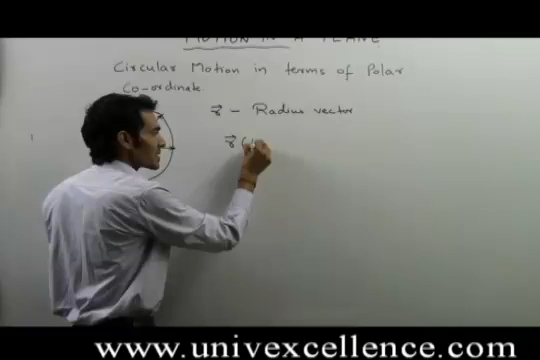 MOTION IN A PLANE
Circular Motion in terms of Polar
Co-ordinate.
r⃗ – Radius vector
r⃗ (
www.univexcellence.com